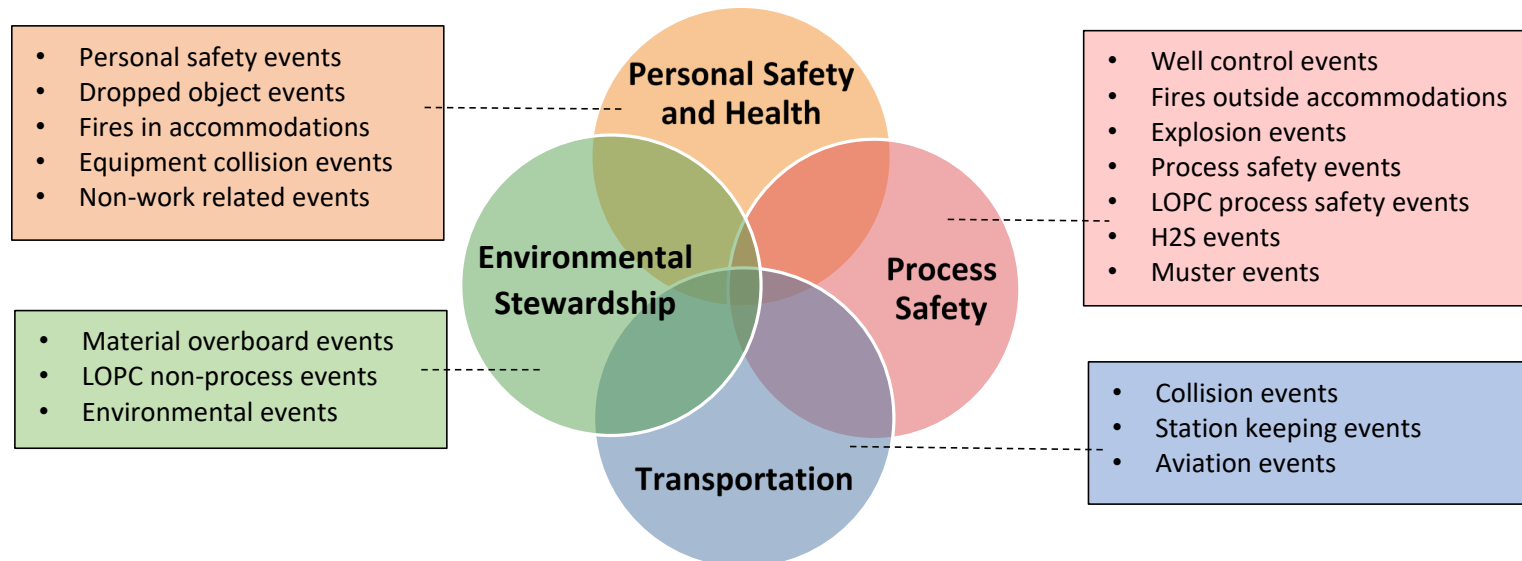 • Personal safety events
• Dropped object events
• Fires in accommodations
• Equipment collision events
• Non-work related events
Personal Safety
and Health
• Well control events
• Fires outside accommodations
• Explosion events
• Process safety events
• LOPC process safety events
• H2S events
• Muster events
Environmental
Stewardship
Process
Safety
• Material overboard events
• LOPC non-process events
• Environmental events
Transportation
• Collision events
• Station keeping events
• Aviation events